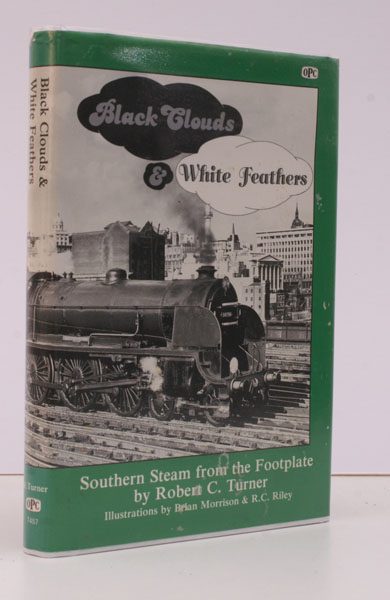 OPC
Black Clouds
& White Feathers
Southern Steam from the Footplate
by Robert C. Turner
Illustrations by Brian Morrison & R.C. Riley
Black Clouds &
White Feathers
Turner
OPC